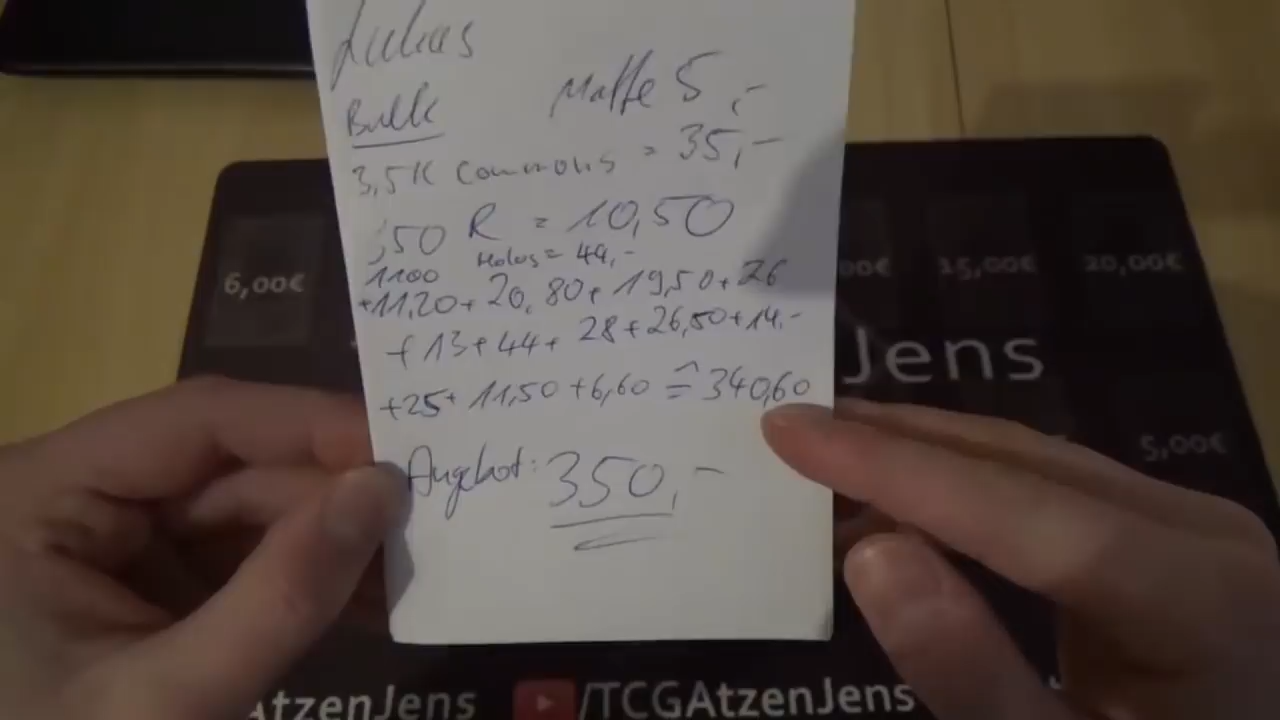 Lukas
Matte 5,-
Bulk
3,5K Commons = 35,-
50 R = 10,50
1100 Holos = 44,-
+11,20+ 20,80+ 19,50+26
+13+44+ 28+26,50+14,-
+25+ 11,50+6,60 ≙ 340,60
Angebot: 350,-
6,00€
00€
15,00€
20,00€
Jens
5,00€
AtzenJens
/TCGAtzenJens